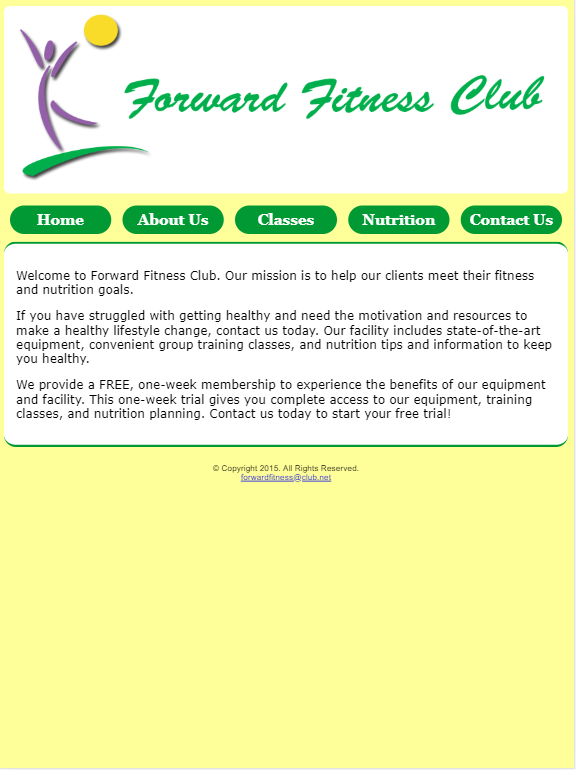 Forward Fitness Club
Home
About Us
Classes
Nutrition
Contact Us
Welcome to Forward Fitness Club. Our mission is to help our clients meet their fitness
and nutrition goals.
If you have struggled with getting healthy and need the motivation and resources to
make a healthy lifestyle change, contact us today. Our facility includes state-of-the-art
equipment, convenient group training classes, and nutrition tips and information to keep
you healthy.
We provide a FREE, one-week membership to experience the benefits of our equipment
and facility. This one-week trial gives you complete access to our equipment, training
classes, and nutrition planning. Contact us today to start your free trial!
© Copyright 2015. All Rights Reserved.
forwardfitness@club.net